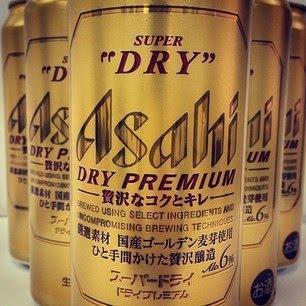 SUPER
"DRY"
Asahi
DRY PREMIUM
贅沢なコクとキレ
BREWED USING SELECT INGREDIENTS AND
UNCOMPROMISING BREWING TECHNIQUES
厳選素材 国産ゴールデン麦芽使用
ひと手間かけた贅沢醸造
Alc.6%
スーパードライ
ドライプレミアム
生
お酒